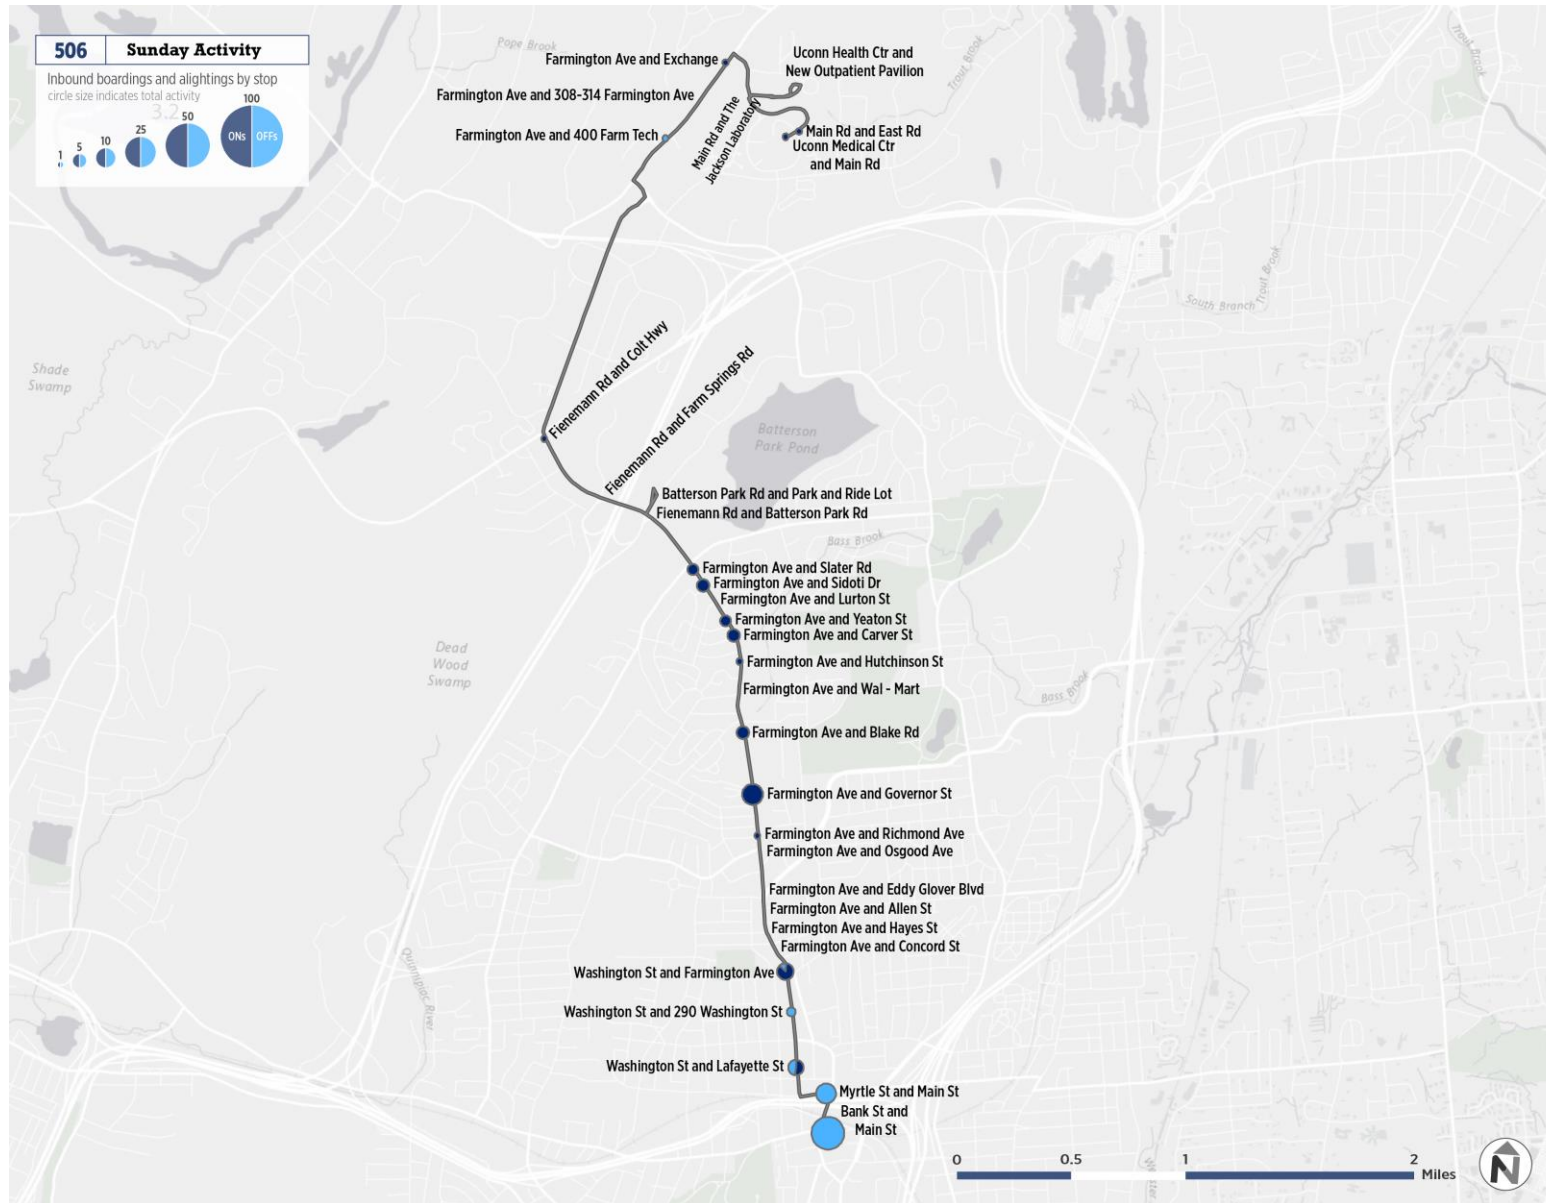 506 Sunday Activity
Inbound boardings and alightings by stop
circle size indicates total activity
3.2
1
5
10
25
50
100
ONs
OFFs
Pope Brook
Trout Brook
Trout Brook
Farmington Ave and Exchange
Uconn Health Ctr and
New Outpatient Pavilion
Farmington Ave and 308-314 Farmington Ave
Farmington Ave and 400 Farm Tech
Main Rd and The
Jackson Laboratory
Main Rd and East Rd
Uconn Medical Ctr
and Main Rd
South Branch Trout Brook
Shade
Swamp
Fienemann Rd and Colt Hwy
Fienemann Rd and Farm Springs Rd
Batterson
Park Pond
Batterson Park Rd and Park and Ride Lot
Fienemann Rd and Batterson Park Rd
Bass Brook
Farmington Ave and Slater Rd
Farmington Ave and Sidoti Dr
Farmington Ave and Lurton St
Farmington Ave and Yeaton St
Farmington Ave and Carver St
Dead
Wood
Swamp
Farmington Ave and Hutchinson St
Farmington Ave and Wal - Mart
Bass Brook
Farmington Ave and Blake Rd
Farmington Ave and Governor St
Farmington Ave and Richmond Ave
Farmington Ave and Osgood Ave
Farmington Ave and Eddy Glover Blvd
Farmington Ave and Allen St
Farmington Ave and Hayes St
Farmington Ave and Concord St
Quinnipiac River
Washington St and Farmington Ave
Washington St and 290 Washington St
Washington St and Lafayette St
Myrtle St and Main St
Bank St and
Main St
0 0.5 1 2 Miles
N